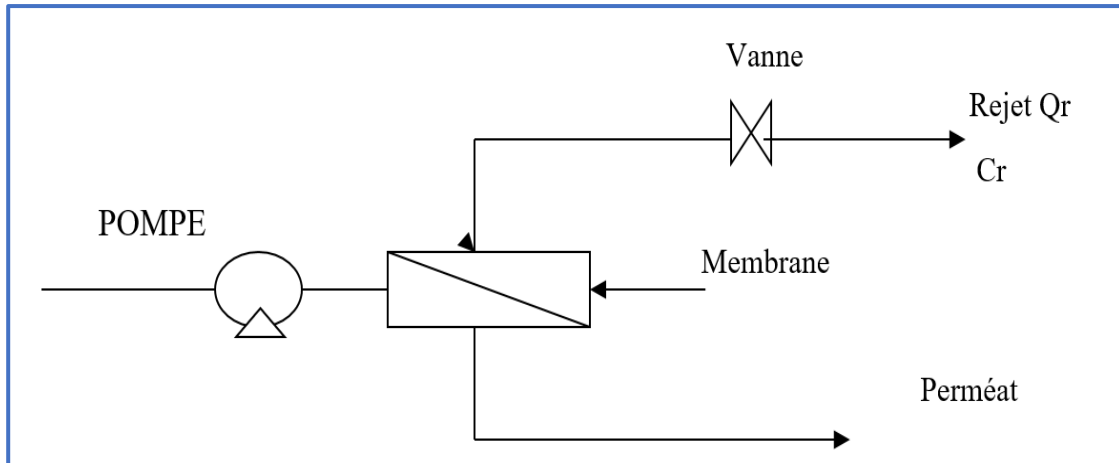 Vanne
Rejet Qr
Cr
POMPE
Membrane
Perméat